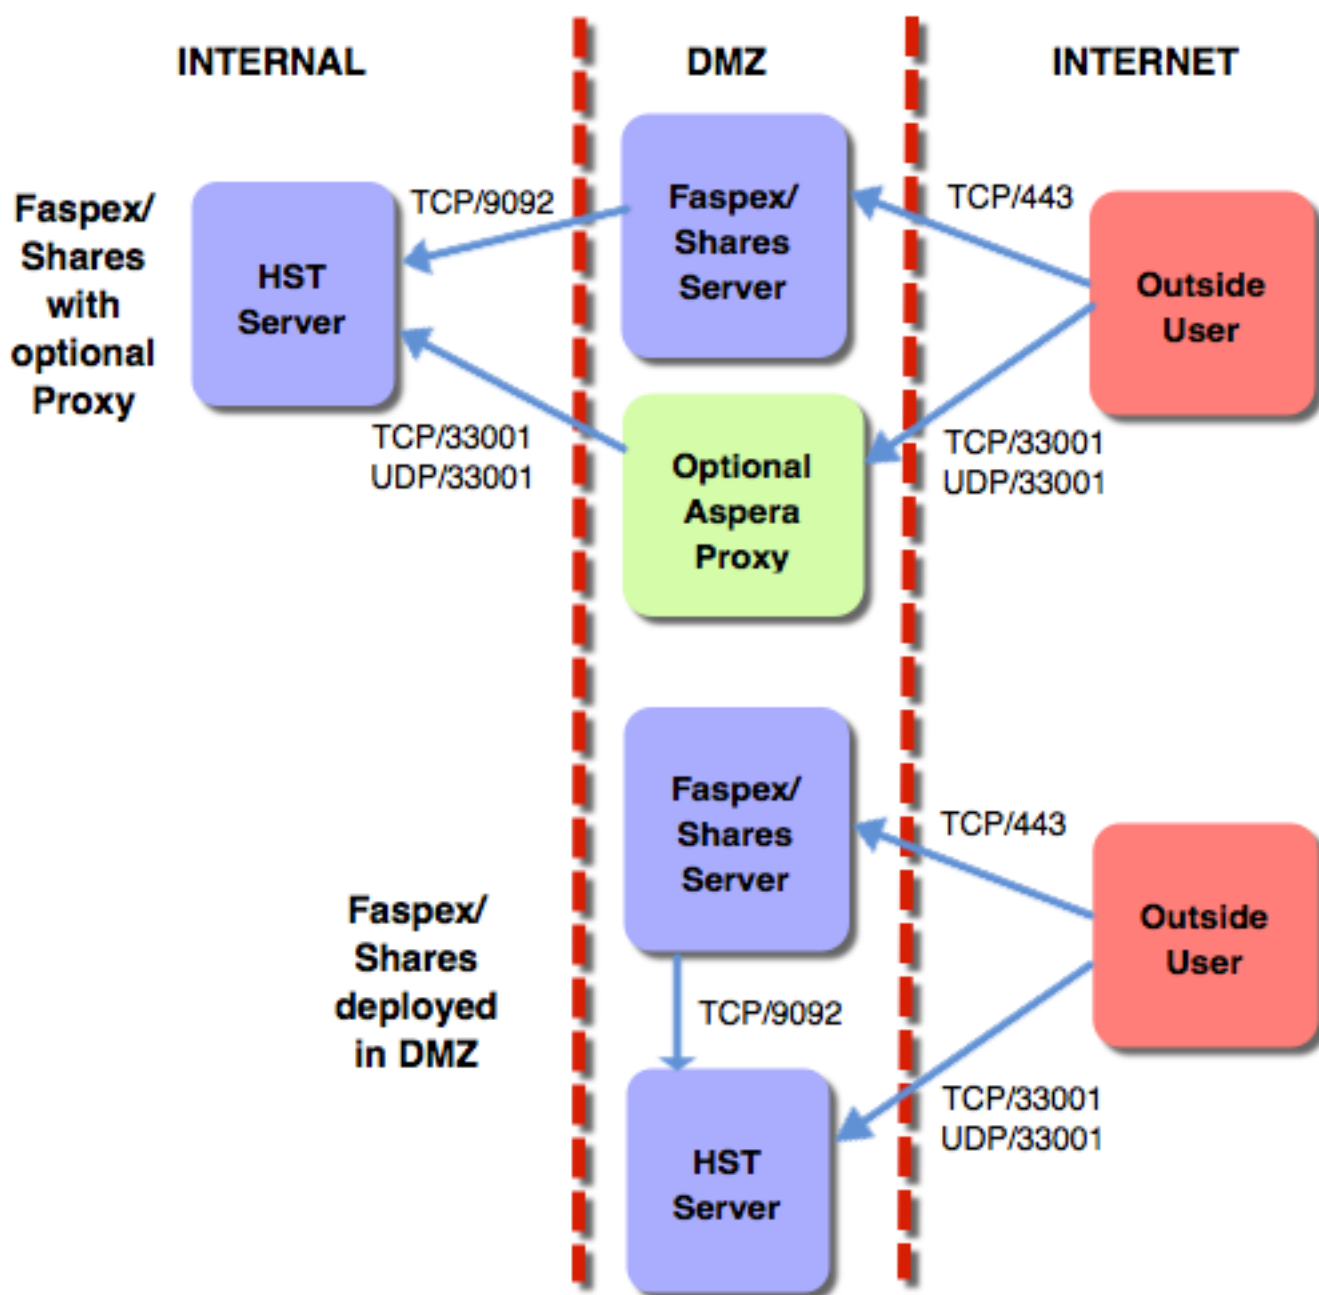 INTERNAL
DMZ
INTERNET
Faspex/
Shares
with
optional
Proxy
HST
Server
TCP/9092
Faspex/
Shares
Server
TCP/443
Outside
User
TCP/33001
UDP/33001
Optional
Aspera
Proxy
TCP/33001
UDP/33001
Faspex/
Shares
deployed
in DMZ
Faspex/
Shares
Server
TCP/443
Outside
User
TCP/9092
HST
Server
TCP/33001
UDP/33001